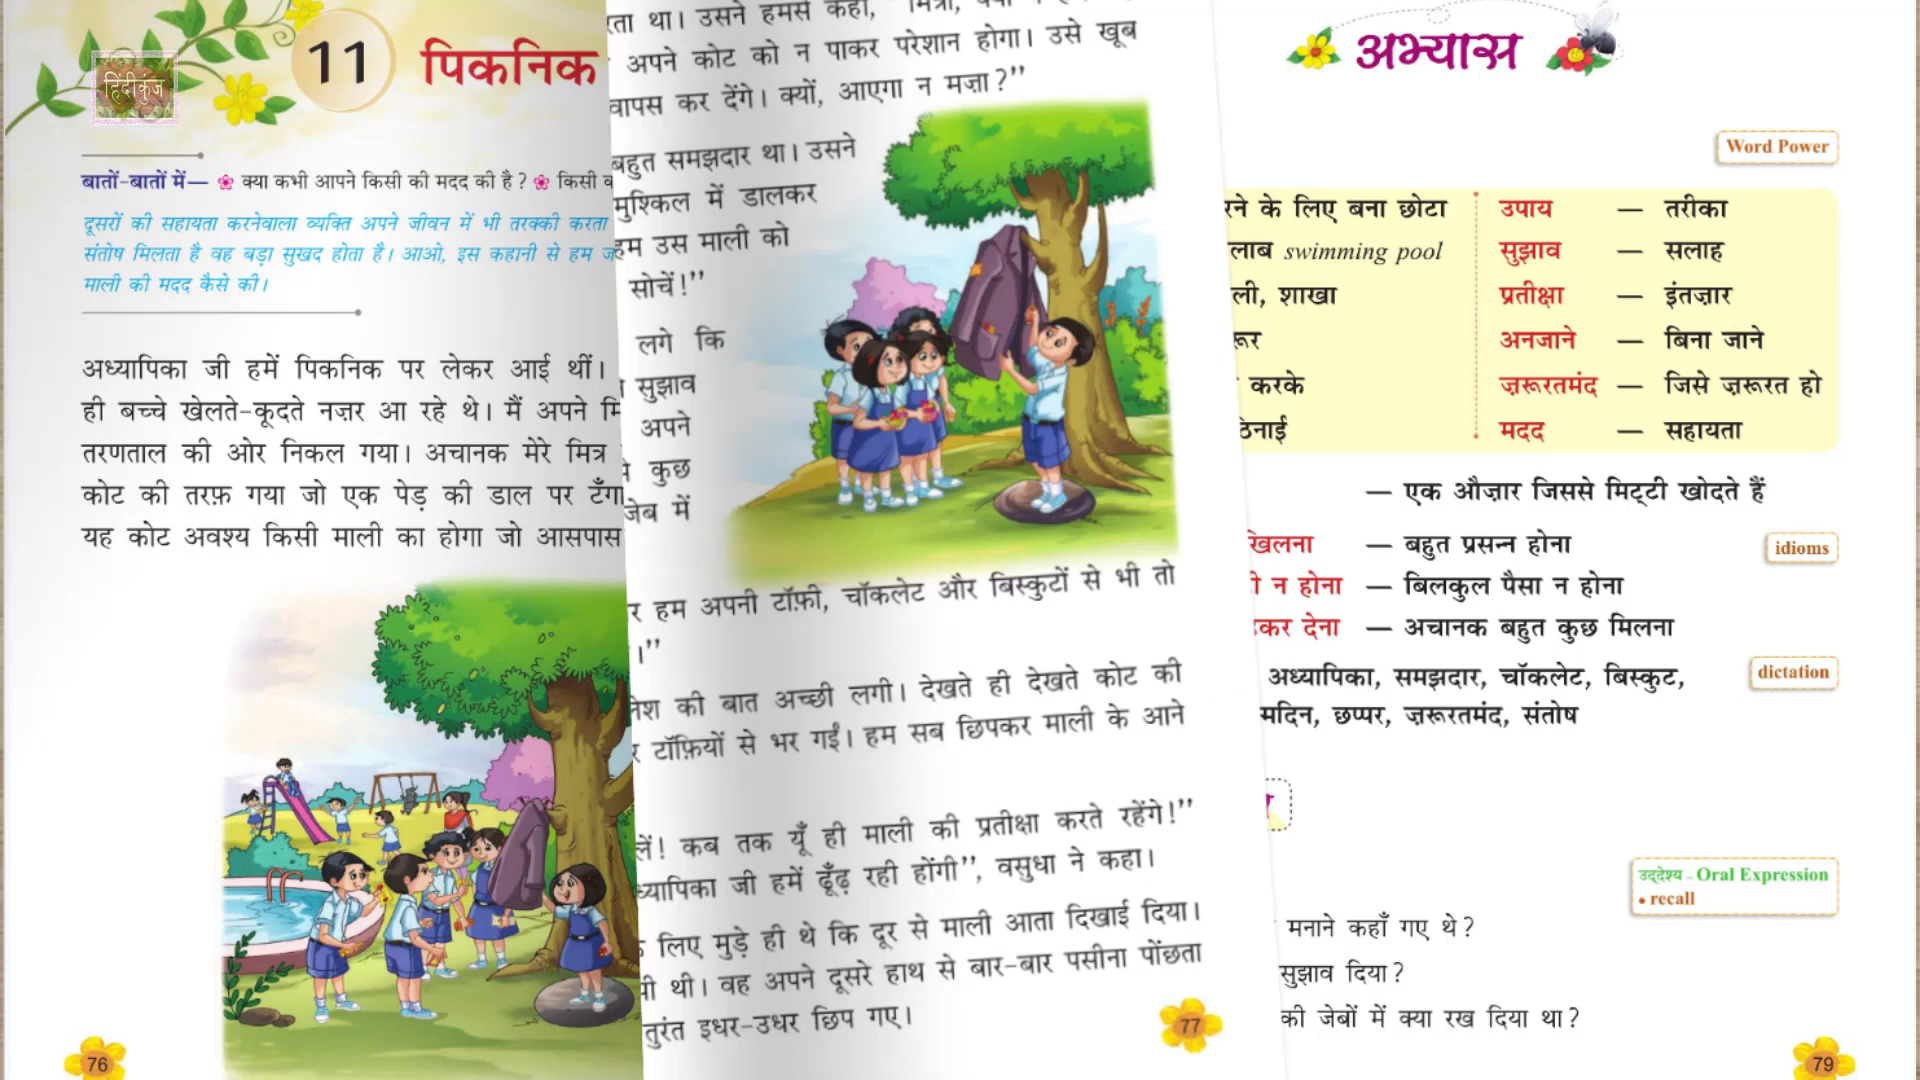 11
पिकनिक
हिंदीकुंज
बातों-बातों में— क्या कभी आपने किसी की मदद की है? किसी
दूसरों की सहायता करनेवाला व्यक्ति अपने जीवन में भी तरक्की करता
संतोष मिलता है वह बड़ा सुखद होता है। आओ, इस कहानी से हम
माली की मदद कैसे की।
अध्यापिका जी हमें पिकनिक पर लेकर आई थीं।
ही बच्चे खेलते-कूदते नज़र आ रहे थे। मैं अपने
तरणताल की ओर निकल गया। अचानक मेरे मित्र
कोट की तरफ़ गया जो एक पेड़ की डाल पर टँगा
यह कोट अवश्य किसी माली का होगा जो आसपास
76
था। उसने हमसे कहा,
अपने कोट को न पाकर परेशान होगा। उसे खूब
वापस कर देंगे। क्यों, आएगा न मज़ा?”
बहुत समझदार था। उसने
मुश्किल में डालकर
हम उस माली को
सोचें!”
लगे कि
सुझाव
अपने
कुछ
जेब में
हम अपनी टॉफ़ी, चॉकलेट और बिस्कुटों से भी तो
।”
की बात अच्छी लगी। देखते ही देखते कोट की
टॉफ़ियों से भर गईं। हम सब छिपकर माली के आने
कब तक यूँ ही माली की प्रतीक्षा करते रहेंगे!”
जी हमें ढूँढ़ रही होंगी”, वसुधा ने कहा।
लिए मुड़े ही थे कि दूर से माली आता दिखाई दिया।
थी। वह अपने दूसरे हाथ से बार-बार पसीना पोंछता
तुरंत इधर-उधर छिप गए।
77
अभ्यास
Word Power
के लिए बना छोटा
swimming pool
शाखा
करके
उपाय — तरीका
सुझाव — सलाह
प्रतीक्षा — इंतज़ार
अनजाने — बिना जाने
ज़रूरतमंद — जिसे ज़रूरत हो
मदद — सहायता
— एक औज़ार जिससे मिट्टी खोदते हैं
खिलना — बहुत प्रसन्न होना
idioms
न होना — बिलकुल पैसा न होना
देना — अचानक बहुत कुछ मिलना
अध्यापिका, समझदार, चॉकलेट, बिस्कुट,
dictation
छप्पर, ज़रूरतमंद, संतोष
उद्देश्य – Oral Expression
• recall
मनाने कहाँ गए थे?
सुझाव दिया?
की जेबों में क्या रख दिया था?
79